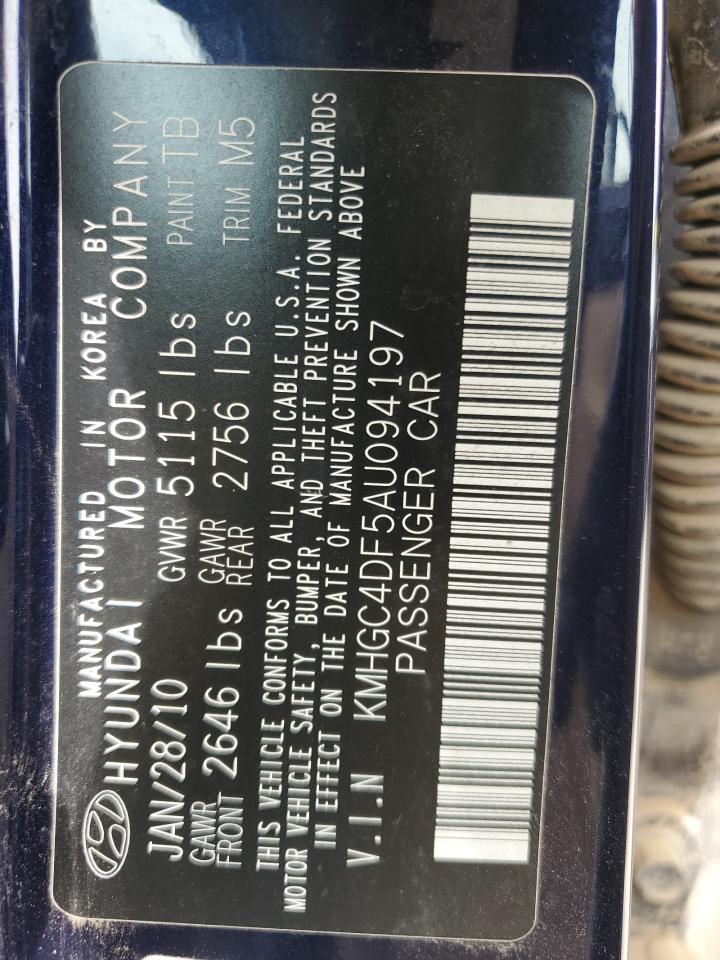 MANUFACTURED IN KOREA BY
HYUNDAI MOTOR COMPANY
JAN/28/10 GVWR 5115 lbs PAINT TB
GAWR FRONT 2646 lbs GAWR REAR 2756 lbs TRIM M5
THIS VEHICLE CONFORMS TO ALL APPLICABLE U.S.A. FEDERAL
MOTOR VEHICLE SAFETY, BUMPER, AND THEFT PREVENTION STANDARDS
IN EFFECT ON THE DATE OF MANUFACTURE SHOWN ABOVE
V.I.N KMHGC4DF5AU094197
PASSENGER CAR